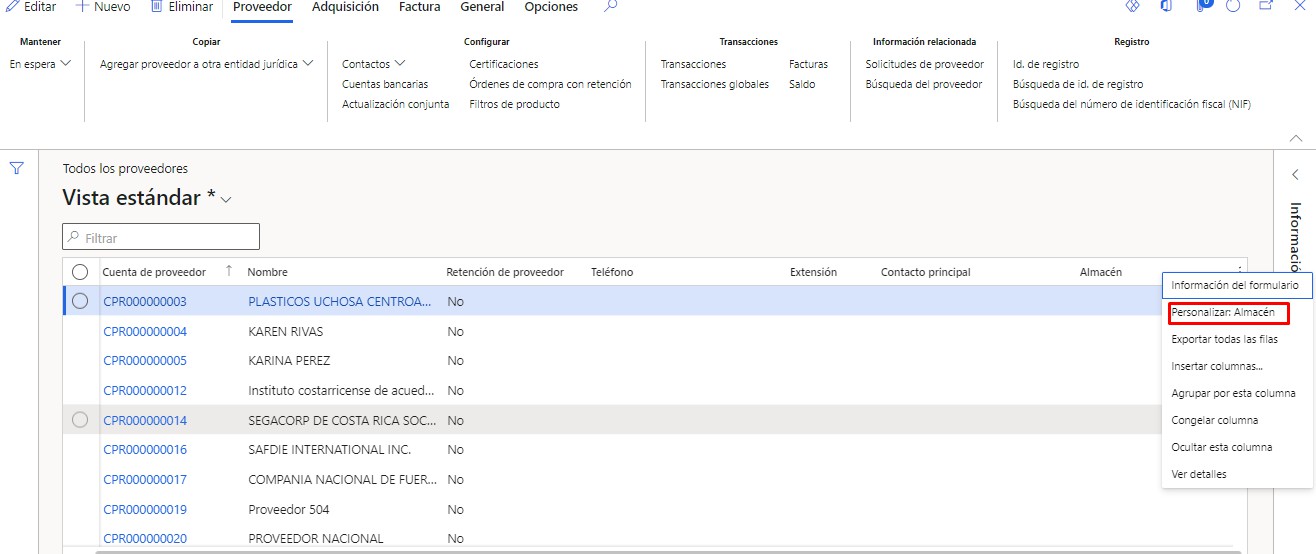 Editar Nuevo Eliminar Proveedor Adquisición Factura General Opciones 0
Mantener Copiar Configurar Transacciones Información relacionada Registro
En espera Agregar proveedor a otra entidad jurídica Contactos Certificaciones Transacciones Facturas Solicitudes de proveedor Id. de registro
Cuentas bancarias Órdenes de compra con retención Transacciones globales Saldo Búsqueda del proveedor Búsqueda de id. de registro
Actualización conjunta Filtros de producto Búsqueda del número de identificación fiscal (NIF)
Todos los proveedores
Vista estándar *
Filtrar
Cuenta de proveedor Nombre Retención de proveedor Teléfono Extensión Contacto principal Almacén
CPR000000003 PLASTICOS UCHOSA CENTROA... No
CPR000000004 KAREN RIVAS No
CPR000000005 KARINA PEREZ No
CPR000000012 Instituto costarricense de acued... No
CPR000000014 SEGACORP DE COSTA RICA SOC... No
CPR000000016 SAFDIE INTERNATIONAL INC. No
CPR000000017 COMPANIA NACIONAL DE FUER... No
CPR000000019 Proveedor 504 No
CPR000000020 PROVEEDOR NACIONAL No
Información del formulario
Personalizar: Almacén
Exportar todas las filas
Insertar columnas...
Agrupar por esta columna
Congelar columna
Ocultar esta columna
Ver detalles